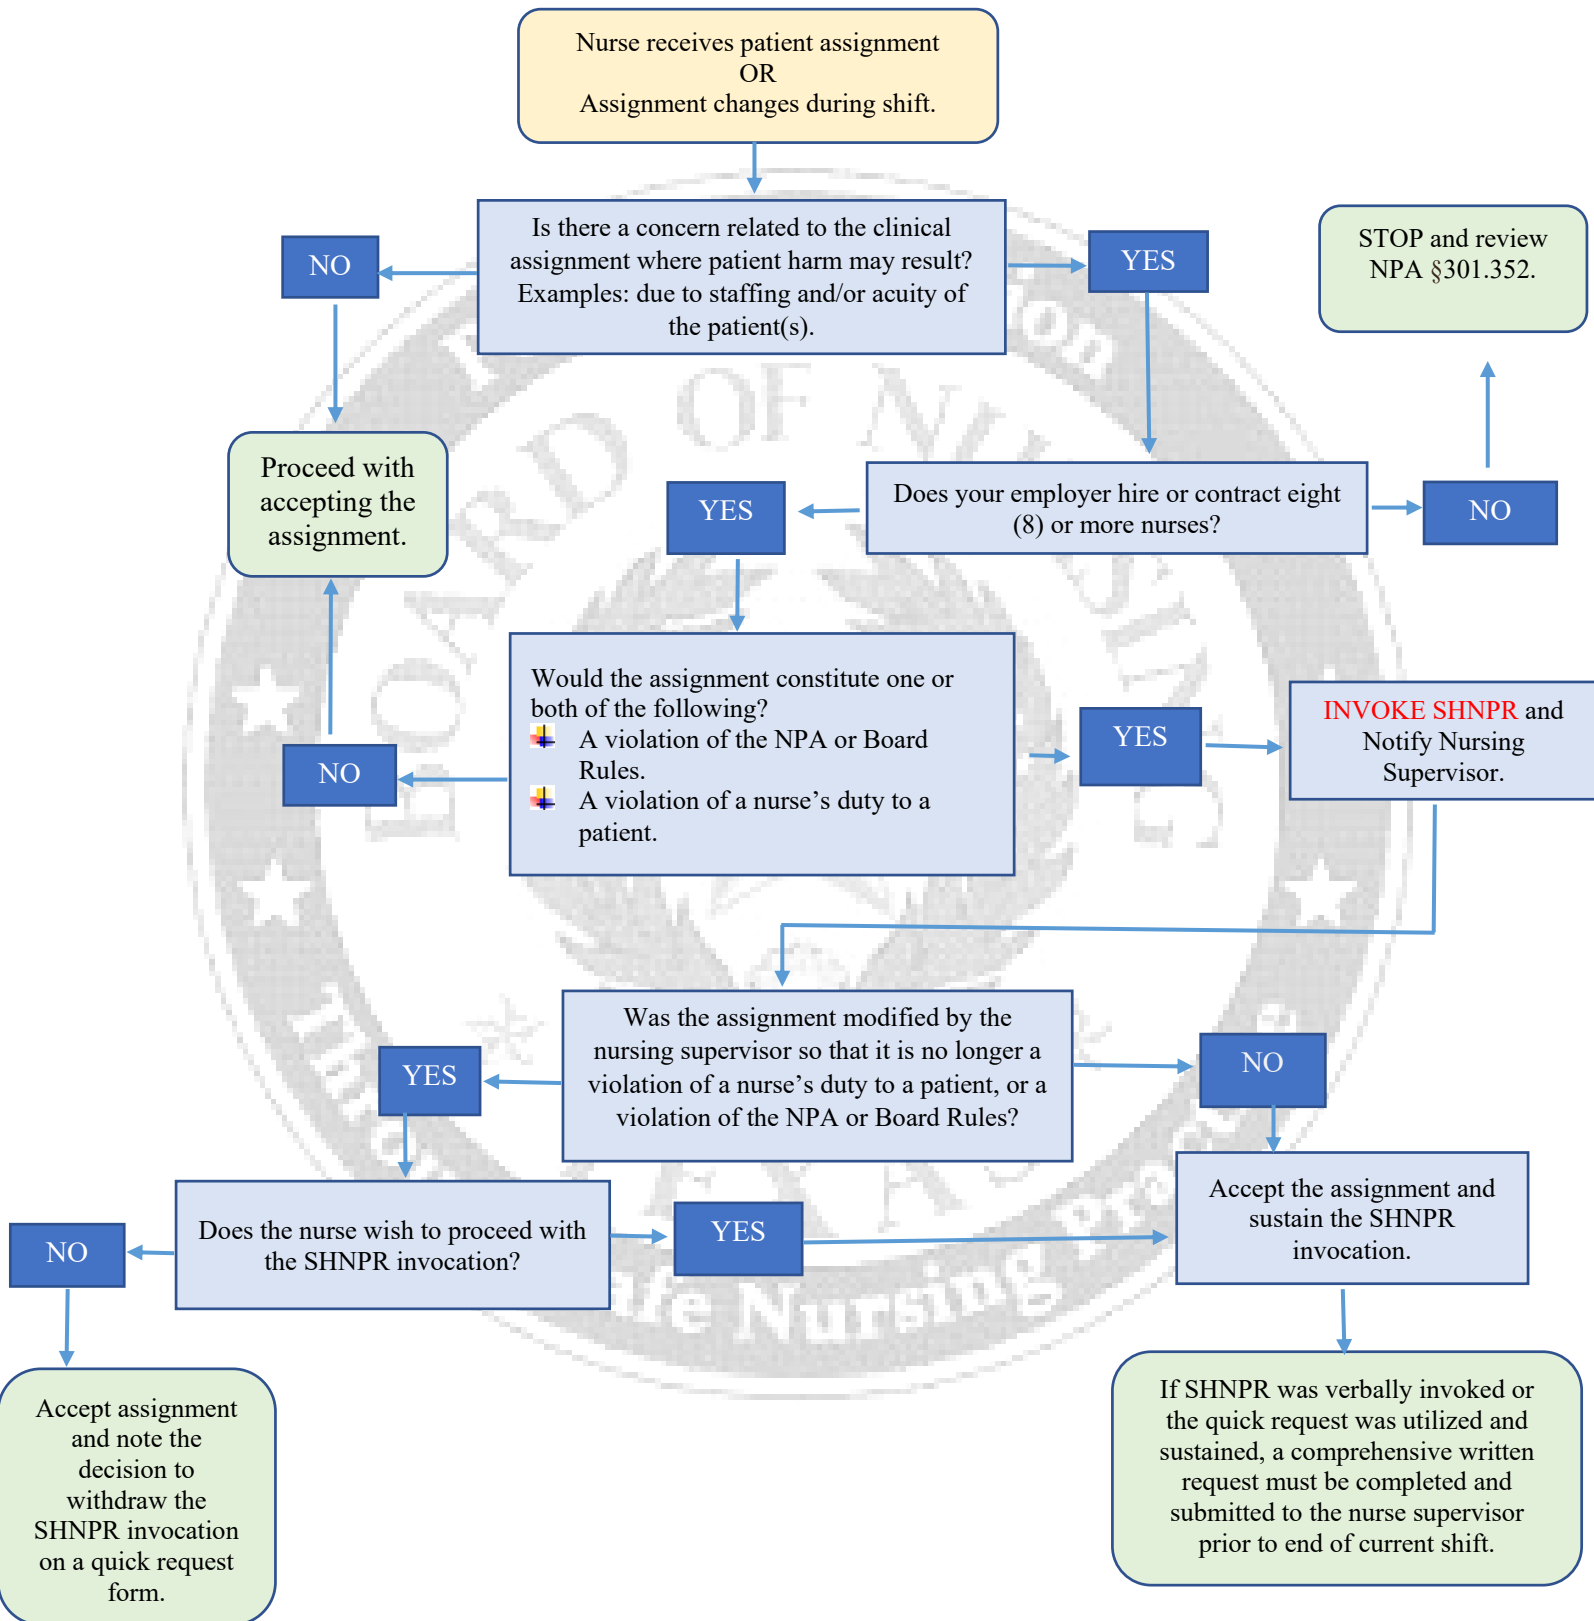 Nurse receives patient assignment
OR
Assignment changes during shift.
Is there a concern related to the clinical
assignment where patient harm may result?
Examples: due to staffing and/or acuity of
the patient(s).
NO
YES
STOP and review
NPA §301.352.
Proceed with
accepting the
assignment.
YES
Does your employer hire or contract eight
(8) or more nurses?
NO
Would the assignment constitute one or
both of the following?
A violation of the NPA or Board
Rules.
A violation of a nurse’s duty to a
patient.
NO
YES
INVOKE SHNPR and
Notify Nursing
Supervisor.
Was the assignment modified by the
nursing supervisor so that it is no longer a
violation of a nurse’s duty to a patient, or a
violation of the NPA or Board Rules?
YES
NO
Does the nurse wish to proceed with
the SHNPR invocation?
NO
YES
Accept the assignment and
sustain the SHNPR
invocation.
Accept assignment
and note the
decision to
withdraw the
SHNPR invocation
on a quick request
form.
If SHNPR was verbally invoked or
the quick request was utilized and
sustained, a comprehensive written
request must be completed and
submitted to the nurse supervisor
prior to end of current shift.
BOARD OF
Nursing